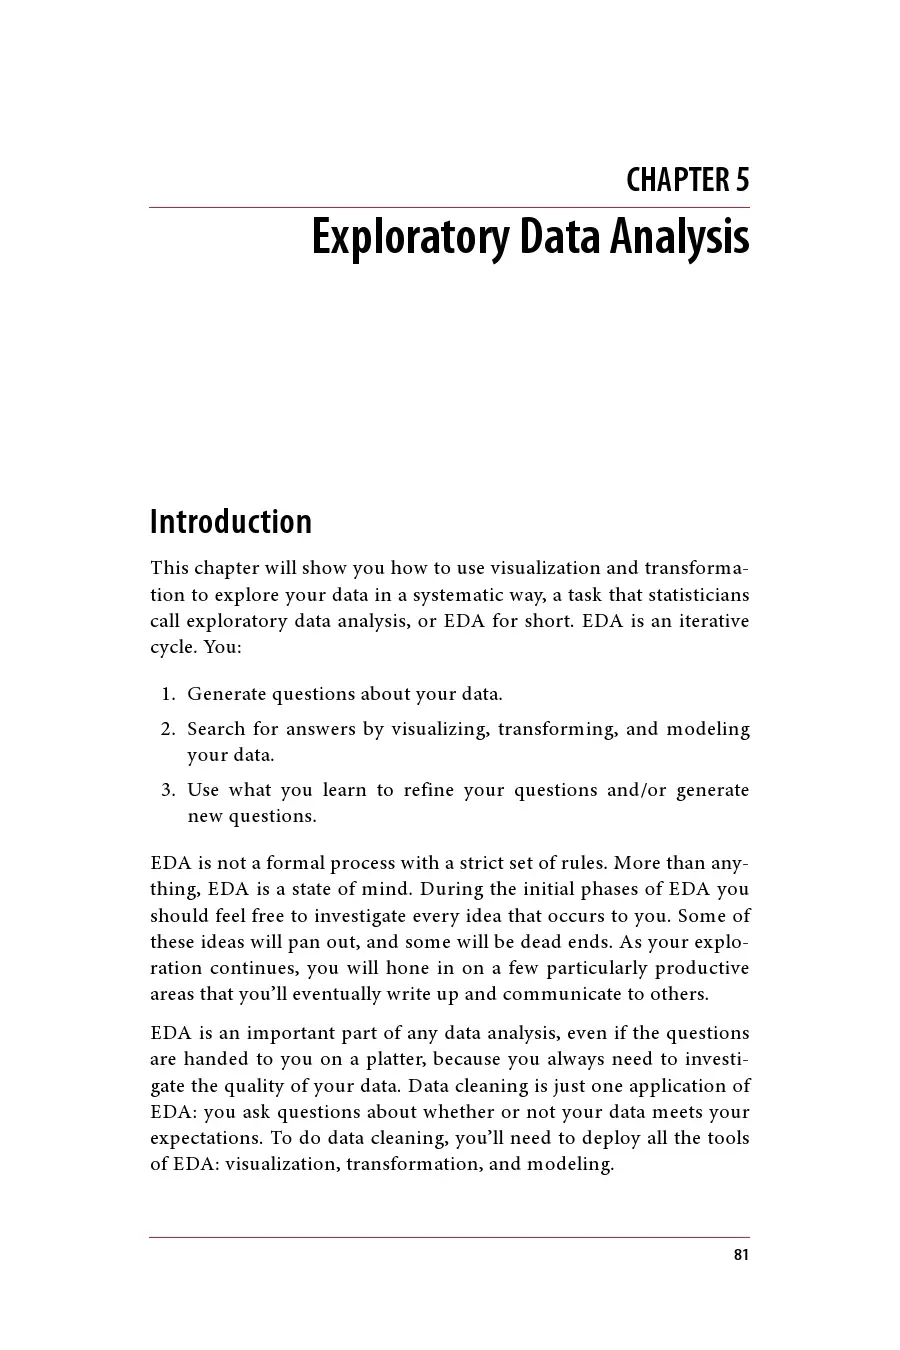 CHAPTER 5
Exploratory Data Analysis
Introduction
This chapter will show you how to use visualization and transforma-
tion to explore your data in a systematic way, a task that statisticians
call exploratory data analysis, or EDA for short. EDA is an iterative
cycle. You:
1. Generate questions about your data.
2. Search for answers by visualizing, transforming, and modeling
your data.
3. Use what you learn to refine your questions and/or generate
new questions.
EDA is not a formal process with a strict set of rules. More than any-
thing, EDA is a state of mind. During the initial phases of EDA you
should feel free to investigate every idea that occurs to you. Some of
these ideas will pan out, and some will be dead ends. As your explo-
ration continues, you will hone in on a few particularly productive
areas that you’ll eventually write up and communicate to others.
EDA is an important part of any data analysis, even if the questions
are handed to you on a platter, because you always need to investi-
gate the quality of your data. Data cleaning is just one application of
EDA: you ask questions about whether or not your data meets your
expectations. To do data cleaning, you’ll need to deploy all the tools
of EDA: visualization, transformation, and modeling.
81